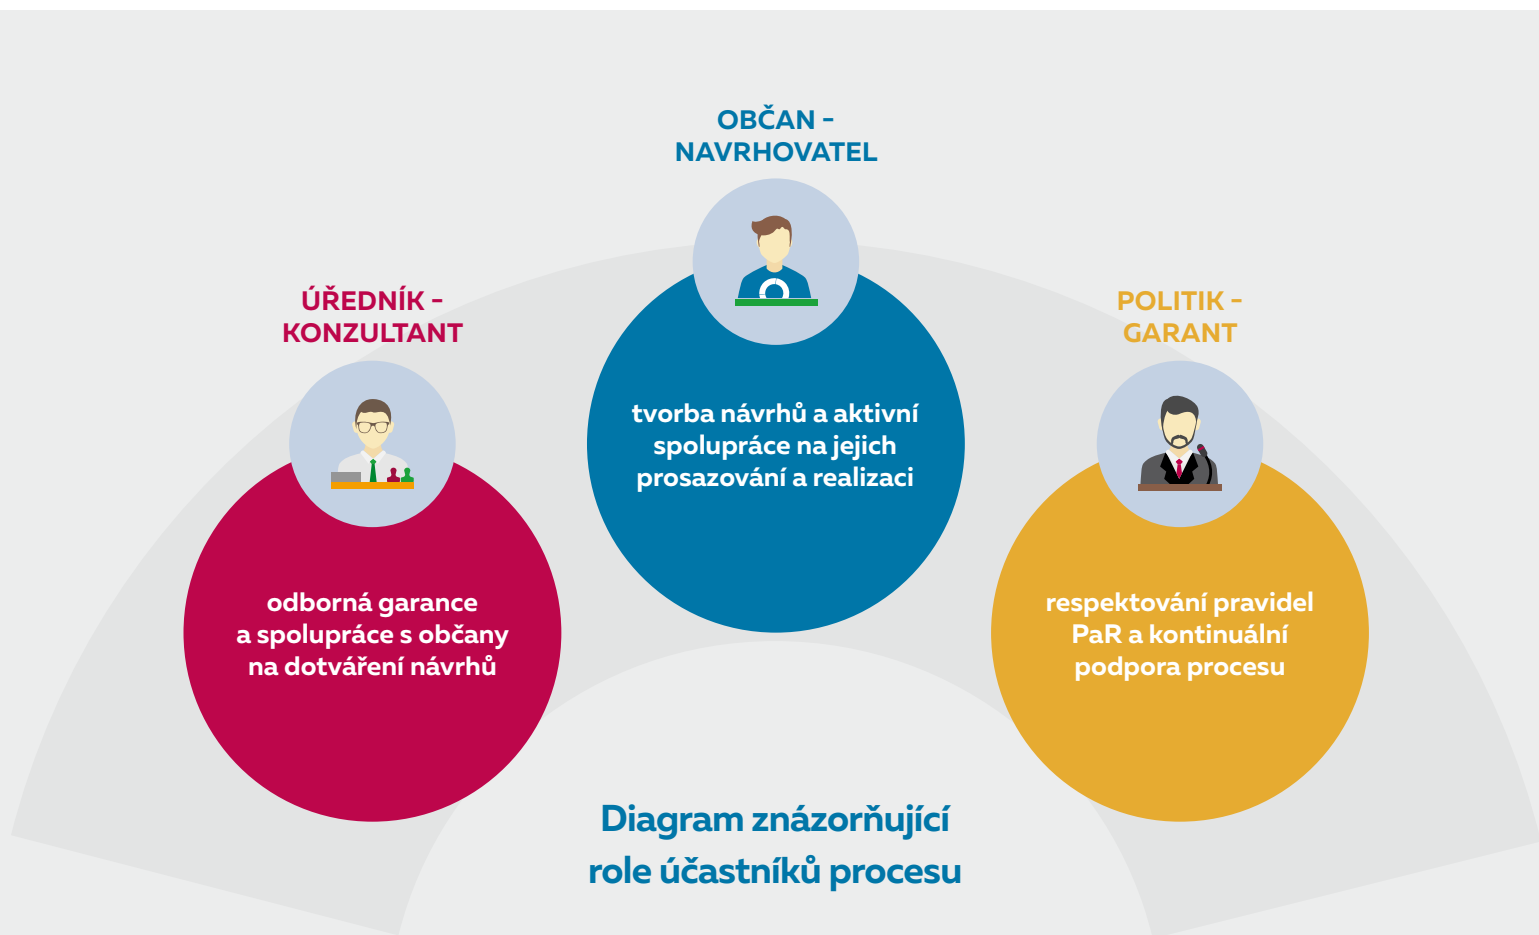 OBČAN –
NAVRHOVATEL
tvorba návrhů a aktivní
spolupráce na jejich
prosazování a realizaci
ÚŘEDNÍK –
KONZULTANT
odborná garance
a spolupráce s občany
na dotváření návrhů
POLITIK –
GARANT
respektování pravidel
PaR a kontinuální
podpora procesu
Diagram znázorňující
role účastníků procesu